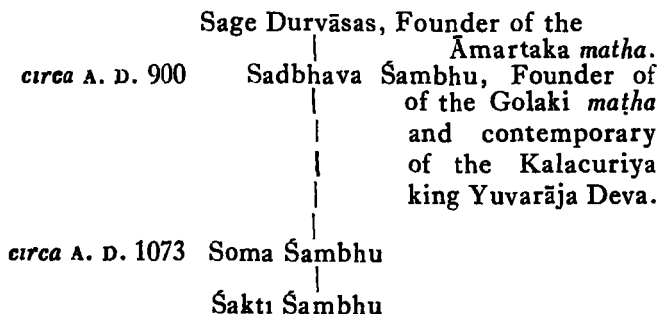 Sage Durvāsas, Founder of the
Āmartaka matha.
circa A. D. 900 Sadbhava Śambhu, Founder of
of the Golaki maṭha
and contemporary
of the Kalacuriya
king Yuvarāja Deva.
circa A. D. 1073 Soma Śambhu
Śakti Śambhu